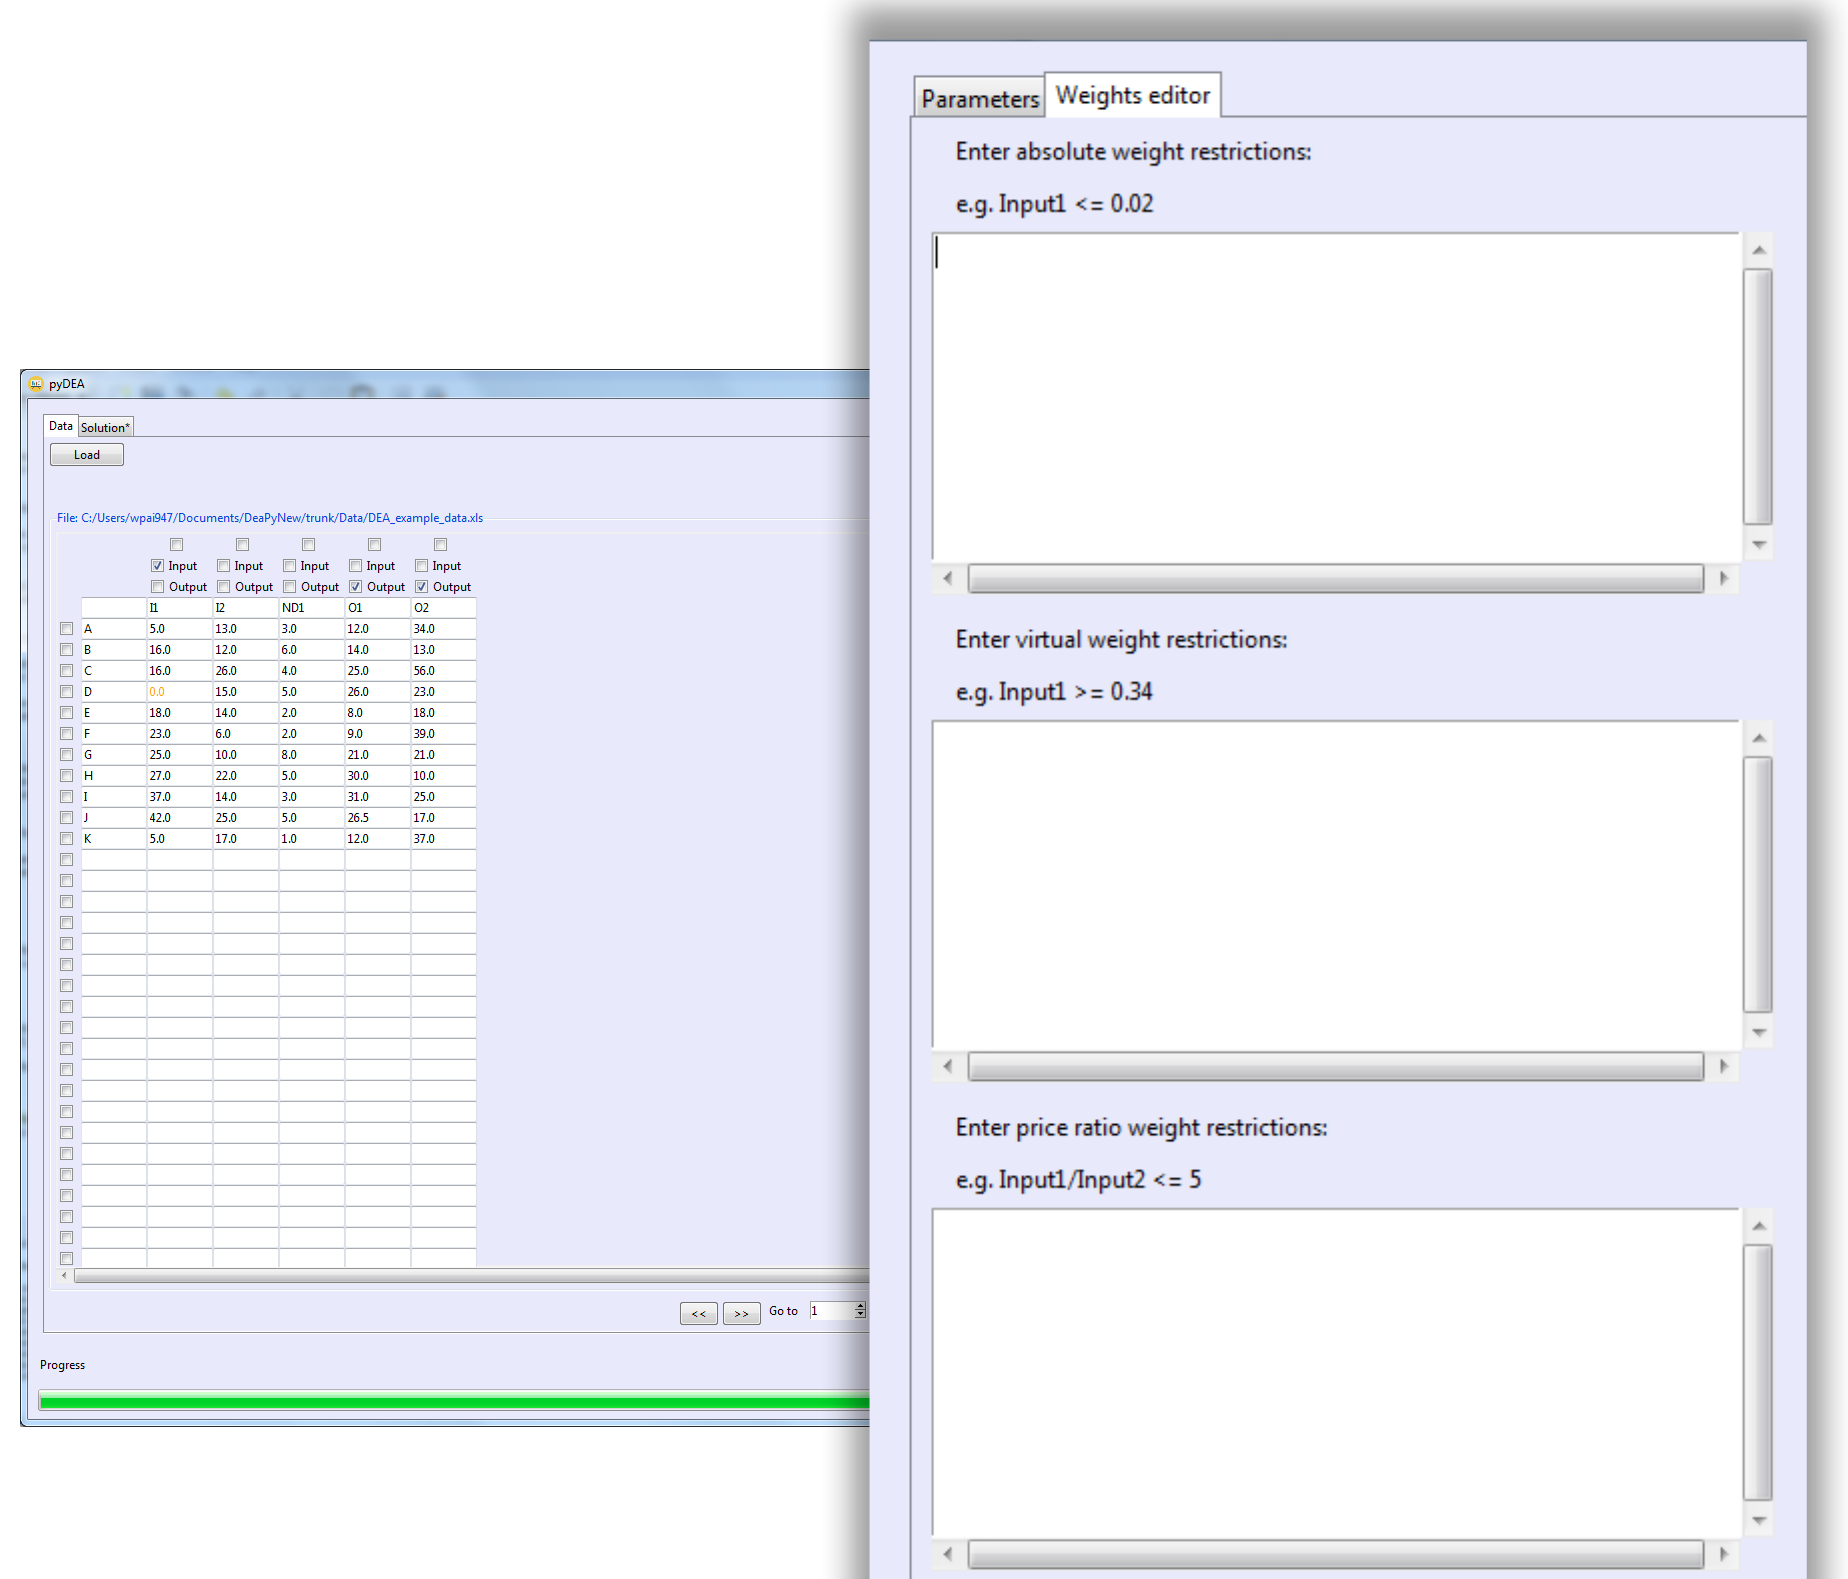 pyDEA
Data Solution*
Load
File: C:/Users/wpai947/Documents/DeaPyNew/trunk/Data/DEA_example_data.xls
Input Input Input Input Input
Output Output Output Output Output
I1 I2 ND1 O1 O2
A 5.0 13.0 3.0 12.0 34.0
B 16.0 12.0 6.0 14.0 13.0
C 16.0 26.0 4.0 25.0 56.0
D 0.0 15.0 5.0 26.0 23.0
E 18.0 14.0 2.0 8.0 18.0
F 23.0 6.0 2.0 9.0 39.0
G 25.0 10.0 8.0 21.0 21.0
H 27.0 22.0 5.0 30.0 10.0
I 37.0 14.0 3.0 31.0 25.0
J 42.0 25.0 5.0 26.5 17.0
K 5.0 17.0 1.0 12.0 37.0
<< >> Go to 1
Progress
Parameters Weights editor
Enter absolute weight restrictions:
e.g. Input1 <= 0.02
Enter virtual weight restrictions:
e.g. Input1 >= 0.34
Enter price ratio weight restrictions:
e.g. Input1/Input2 <= 5